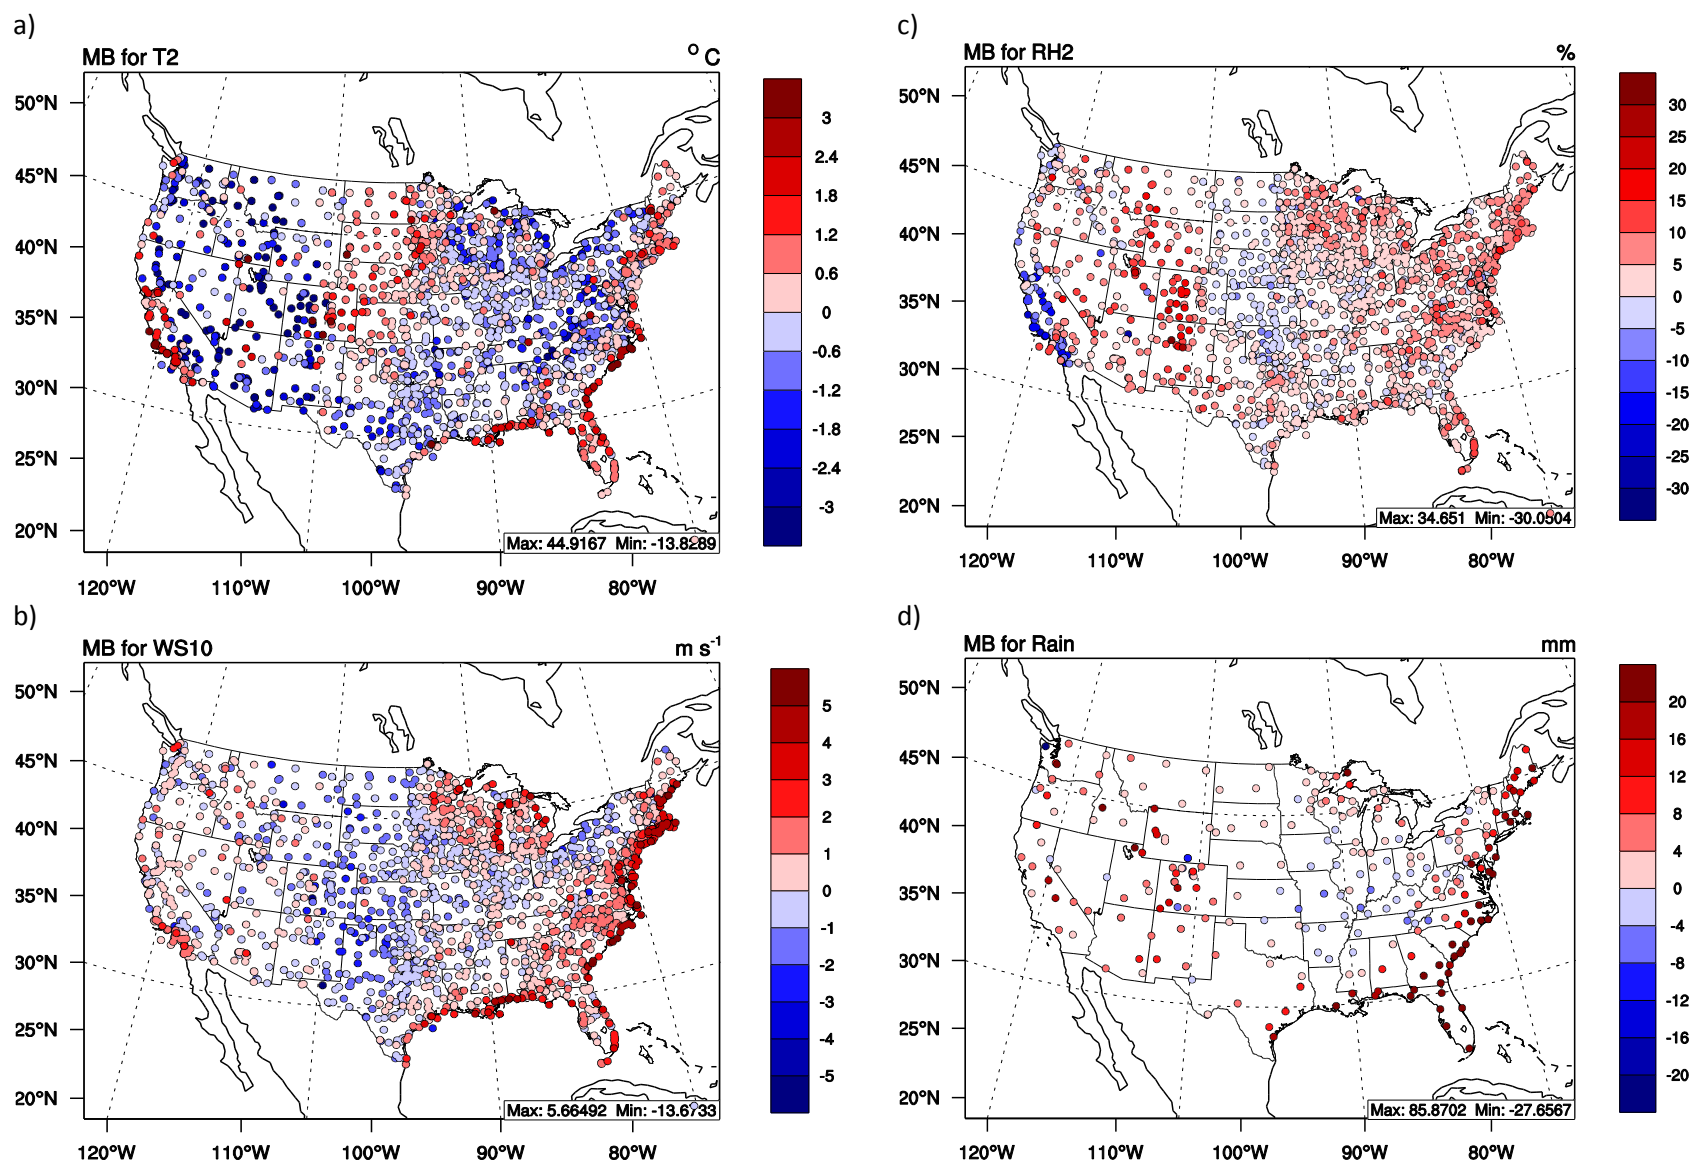 a)
MB for T2
° C
50°N
45°N
40°N
35°N
30°N
25°N
20°N
120°W
110°W
100°W
90°W
80°W
Max: 44.9167 Min: -13.8289
3
2.4
1.8
1.2
0.6
0
-0.6
-1.2
-1.8
-2.4
-3
c)
MB for RH2
%
50°N
45°N
40°N
35°N
30°N
25°N
20°N
120°W
110°W
100°W
90°W
80°W
Max: 34.651 Min: -30.0504
30
25
20
15
10
5
0
-5
-10
-15
-20
-25
-30
b)
MB for WS10
m s-1
50°N
45°N
40°N
35°N
30°N
25°N
20°N
120°W
110°W
100°W
90°W
80°W
Max: 5.66492 Min: -13.6733
5
4
3
2
1
0
-1
-2
-3
-4
-5
d)
MB for Rain
mm
50°N
45°N
40°N
35°N
30°N
25°N
20°N
120°W
110°W
100°W
90°W
80°W
Max: 85.8702 Min: -27.6567
20
16
12
8
4
0
-4
-8
-12
-16
-20